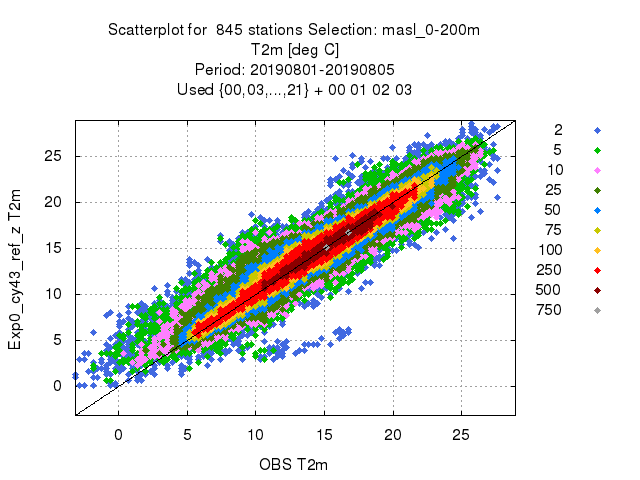 Scatterplot for 845 stations Selection: masl_0-200m
T2m [deg C]
Period: 20190801-20190805
Used {00,03,...,21} + 00 01 02 03
Exp0_cy43_ref_z T2m
25
20
15
10
5
0
0 5 10 15 20 25
OBS T2m
2
5
10
25
50
75
100
250
500
750